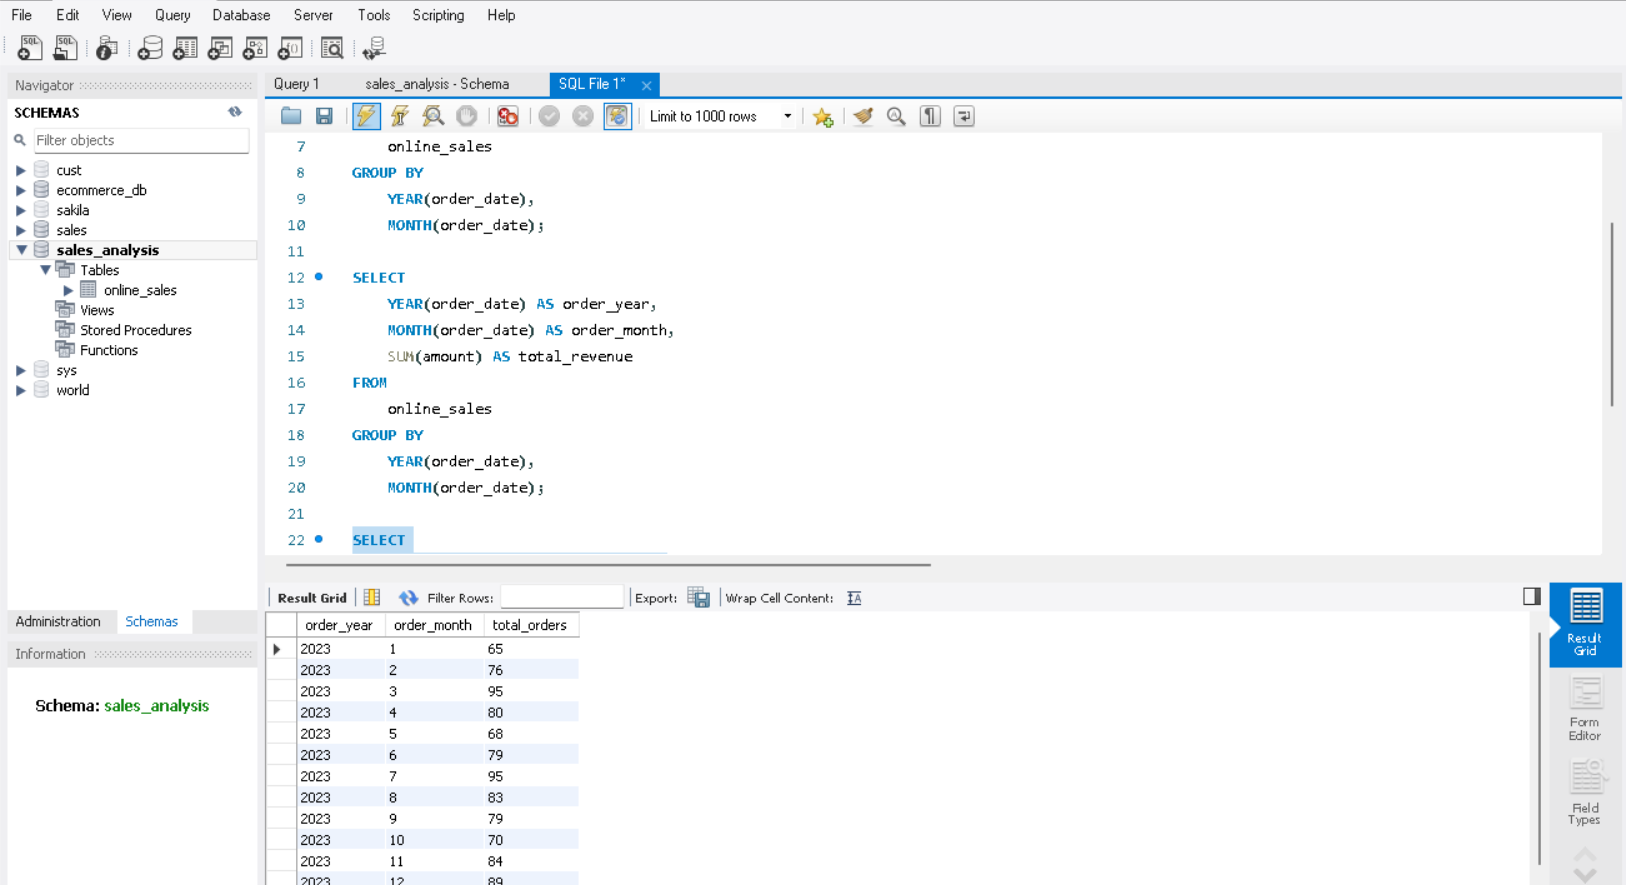 File Edit View Query Database Server Tools Scripting Help
Navigator
SCHEMAS
Filter objects
cust
ecommerce_db
sakila
sales
sales_analysis
Tables
online_sales
Views
Stored Procedures
Functions
sys
world
Administration Schemas
Information
Schema: sales_analysis
Query 1 sales_analysis - Schema SQL File 1*
Limit to 1000 rows
7 online_sales
8 GROUP BY
9 YEAR(order_date),
10 MONTH(order_date);
11
12 SELECT
13 YEAR(order_date) AS order_year,
14 MONTH(order_date) AS order_month,
15 SUM(amount) AS total_revenue
16 FROM
17 online_sales
18 GROUP BY
19 YEAR(order_date),
20 MONTH(order_date);
21
22 SELECT
Result Grid Filter Rows: Export: Wrap Cell Content:
order_year order_month total_orders
2023 1 65
2023 2 76
2023 3 95
2023 4 80
2023 5 68
2023 6 79
2023 7 95
2023 8 83
2023 9 79
2023 10 70
2023 11 84
2023 12 89
Result
Grid
Form
Editor
Field
Types